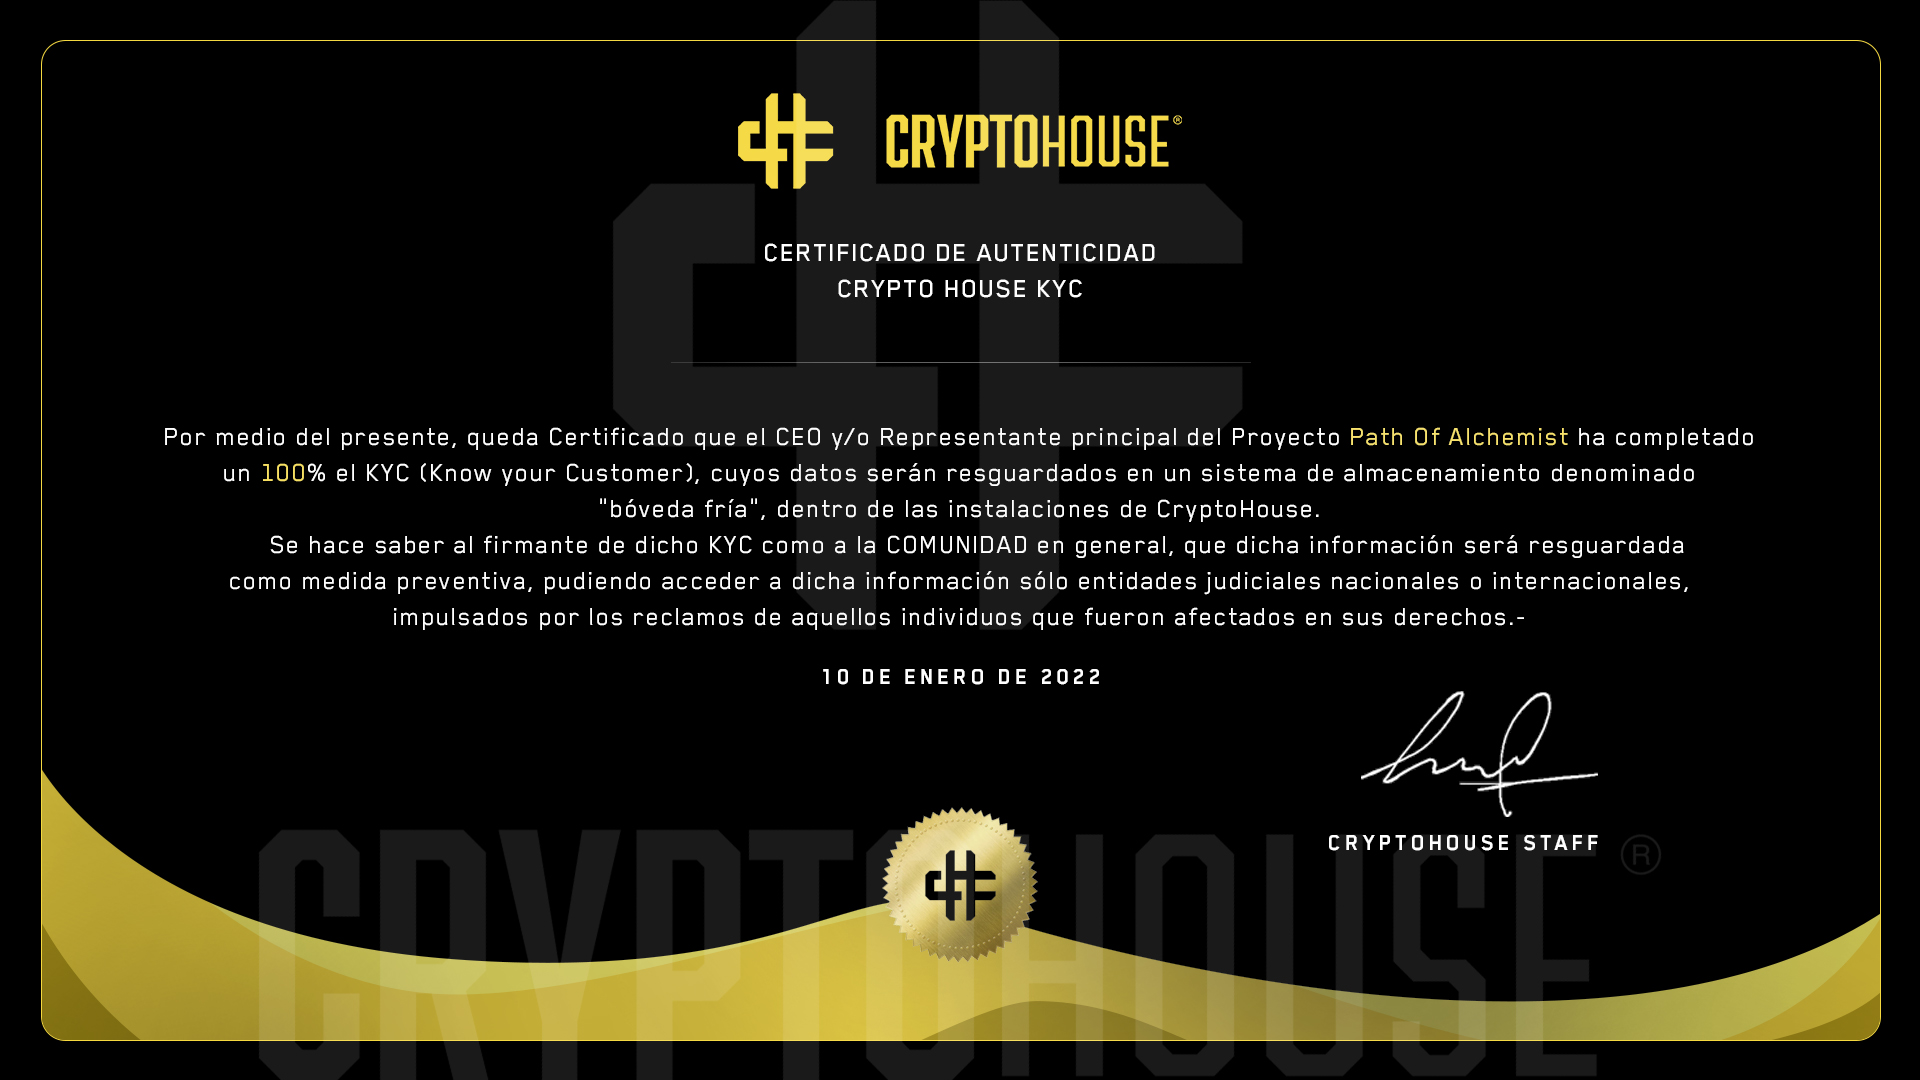 CRYPTOHOUSE®
CERTIFICADO DE AUTENTICIDAD
CRYPTO HOUSE KYC
Por medio del presente, queda Certificado que el CEO y/o Representante principal del Proyecto Path Of Alchemist ha completado
un 100% el KYC (Know your Customer), cuyos datos serán resguardados en un sistema de almacenamiento denominado
"bóveda fría", dentro de las instalaciones de CryptoHouse.
Se hace saber al firmante de dicho KYC como a la COMUNIDAD en general, que dicha información será resguardada
como medida preventiva, pudiendo acceder a dicha información sólo entidades judiciales nacionales o internacionales,
impulsados por los reclamos de aquellos individuos que fueron afectados en sus derechos.-
10 DE ENERO DE 2022
CRYPTOHOUSE STAFF
CRYPTOHOUSE®